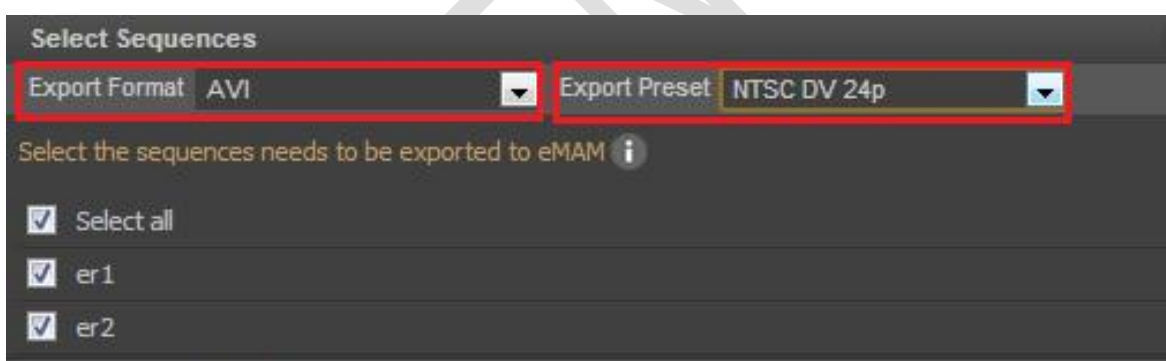 Select Sequences
Export Format AVI Export Preset NTSC DV 24p
Select the sequences needs to be exported to eMAM i
Select all
er1
er2